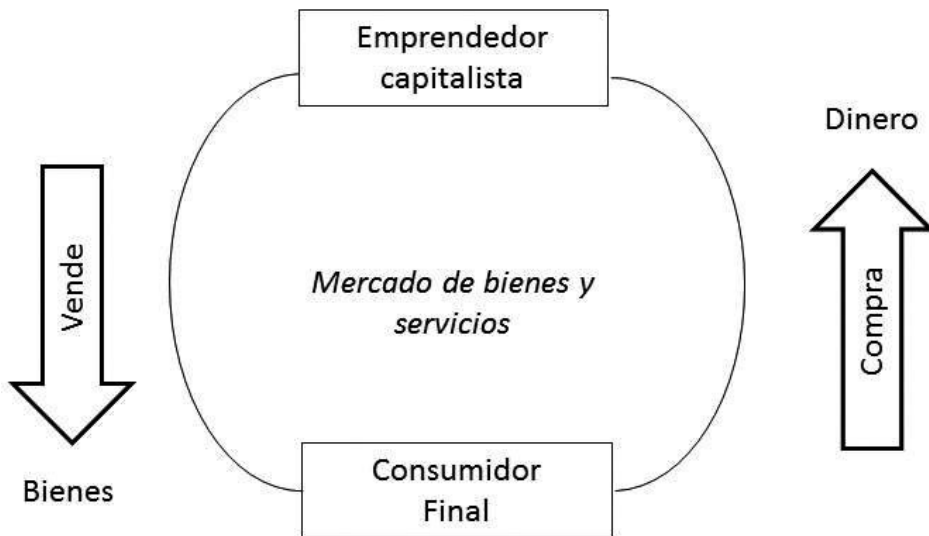 Emprendedor
capitalista
Dinero
Vende
Mercado de bienes y
servicios
Compra
Consumidor
Final
Bienes